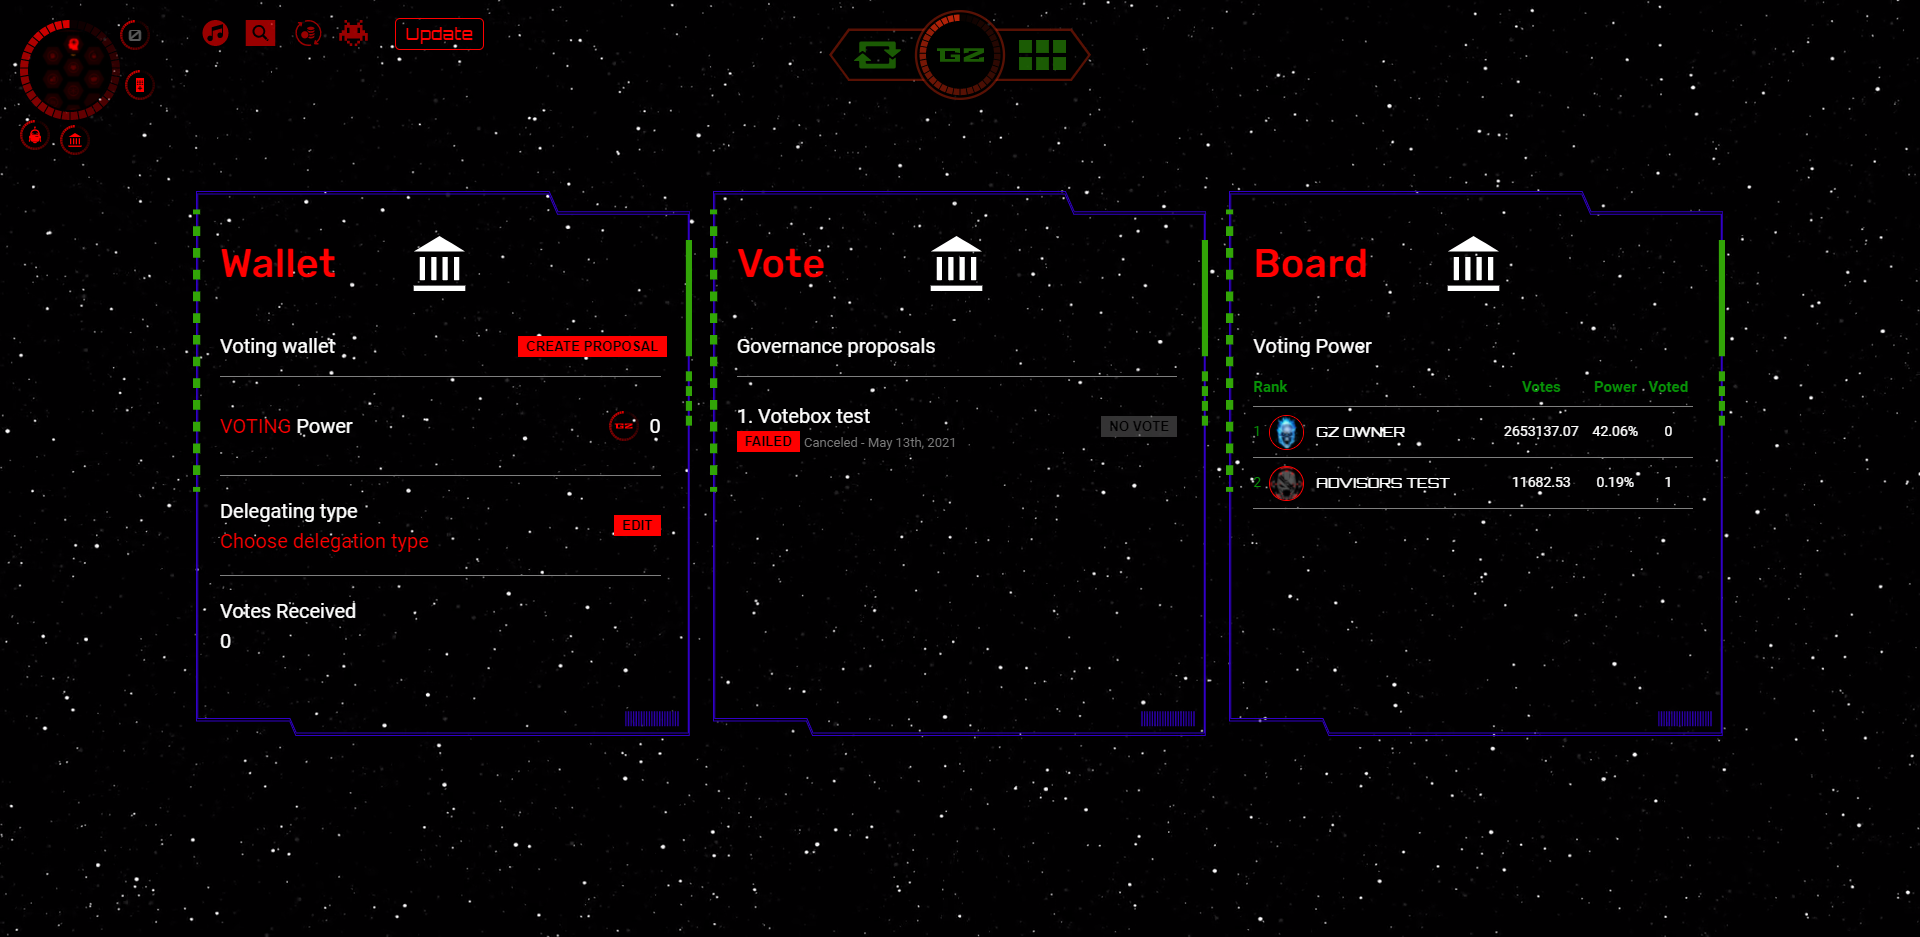 Update
GZ
Wallet
Voting wallet
CREATE PROPOSAL
VOTING Power
GZ 0
Delegating type
Choose delegation type
EDIT
Votes Received
0
Vote
Governance proposals
1. Votebox test
FAILED Canceled - May 13th, 2021
NO VOTE
Board
Voting Power
Rank Votes Power Voted
1 GZ OWNER 2653137.07 42.06% 0
2 ADVISORS TEST 11682.53 0.19% 1